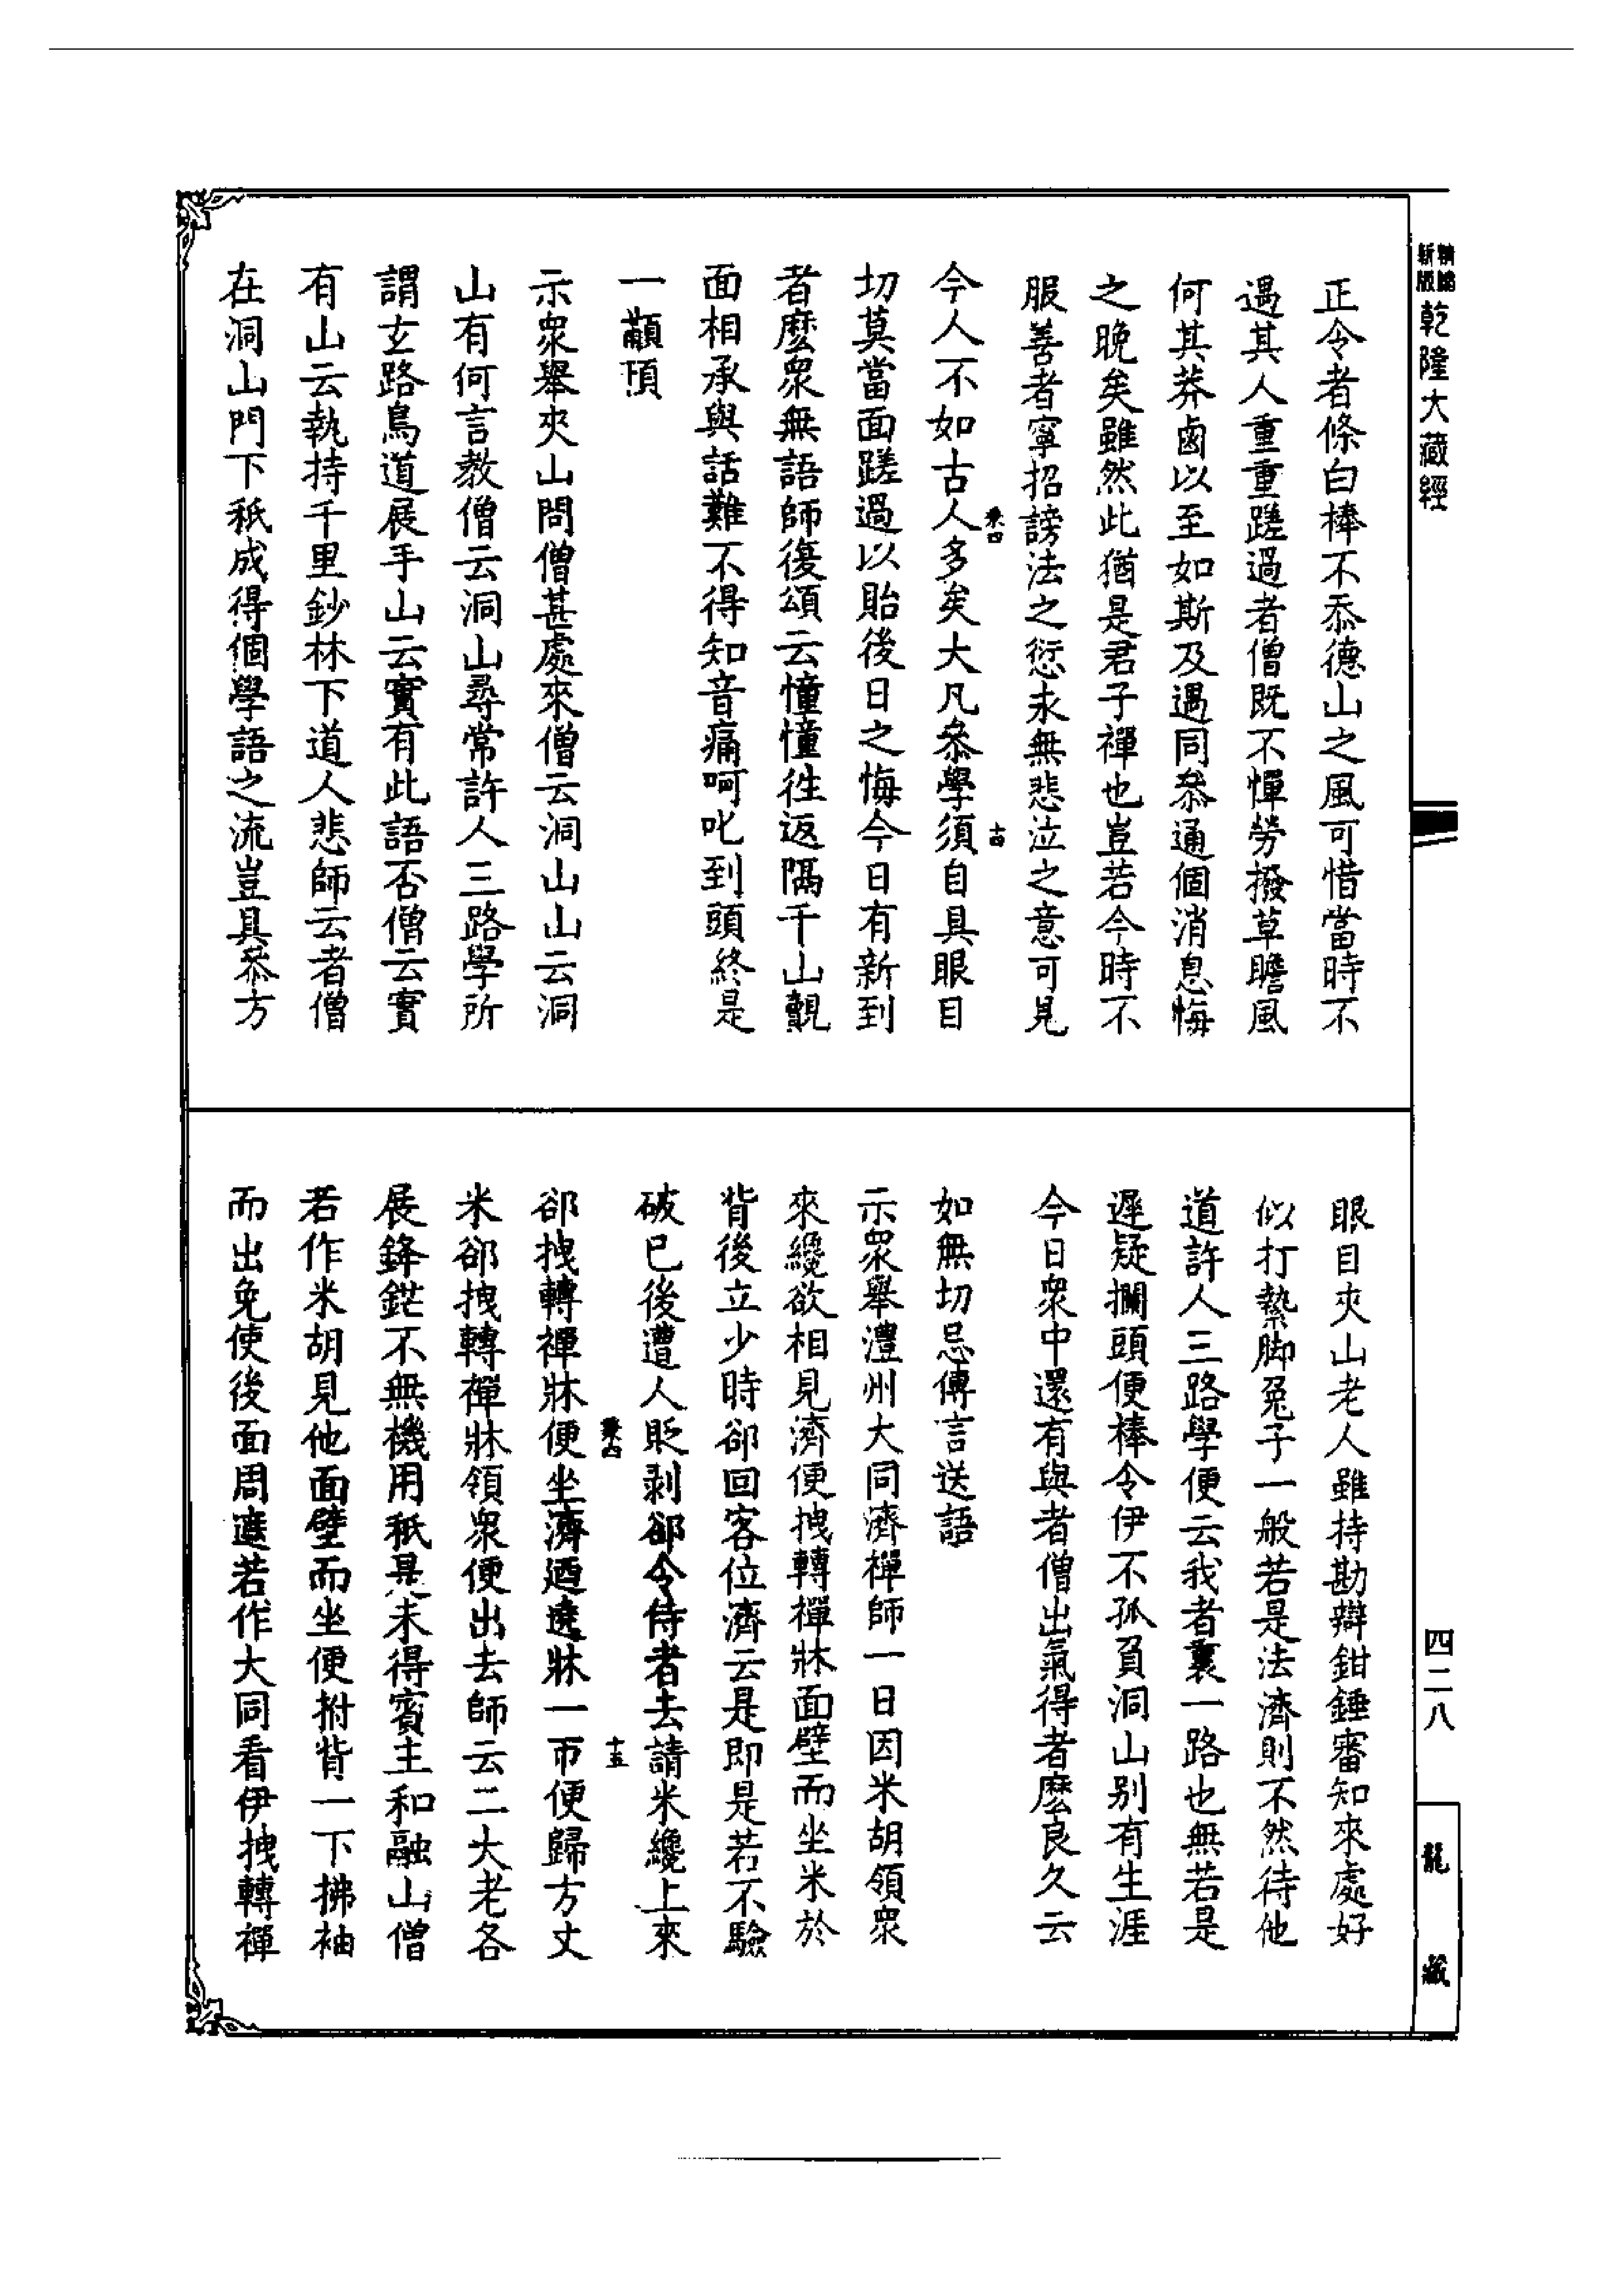 精縮新版乾隆大藏經
正令者條白棒不忝德山之風可惜當時不
遇其人重重蹉過者僧既不憚勞撥草瞻風
何其莽鹵以至如斯及遇同叅通個消息悔
之晚矣雖然此猶是君子禪也豈若今時不
服善者寧招謗法之愆永無悲泣之意可見
今人不如古人多矣大凡叅學須自具眼目
切莫當面蹉過以貽後日之悔今日有新到
者麽眾無語師復頌云憧憧往返隔千山覿
面相承與話難不得知音痛呵叱到頭終是
一顢頇
示眾舉夾山問僧甚處來僧云洞山山云洞
山有何言教僧云洞山尋常許人三路學所
謂玄路鳥道展手山云實有此語否僧云實
有山云執持千里鈔林下道人悲師云者僧
在洞山門下秪成得個學語之流豈具叅方
眼目夾山老人雖持勘辯鉗錘審知來處好
似打縶脚兔子一般若是法濟則不然待他
道許人三路學便云我者裏一路也無若是
遲疑攔頭便棒令伊不孤負洞山別有生涯
今日眾中還有與者僧出氣得者麽良久云
如無切忌傳言送語
示眾舉澧州大同濟禪師一日因米胡領眾
來纔欲相見濟便拽轉禪牀面壁而坐米於
背後立少時卻回客位濟云是即是若不驗
破已後遭人貶剥卻令侍者去請米纔上來
卻拽轉禪牀便坐濟迺遶牀一帀便歸方丈
米卻拽轉禪牀領眾便出去師云二大老各
展鋒鋩不無機用秪是未得賓主和融山僧
若作米胡見他面壁而坐便拊背一下拂袖
而出免使後面周遮若作大同看伊拽轉禪
四二八
龍藏